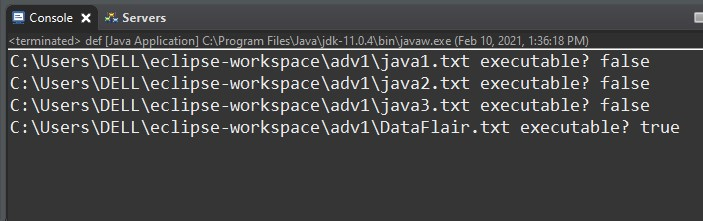 Console Servers
<terminated> def [Java Application] C:\Program Files\Java\jdk-11.0.4\bin\javaw.exe (Feb 10, 2021, 1:36:18 PM)
C:\Users\DELL\eclipse-workspace\adv1\java1.txt executable? false
C:\Users\DELL\eclipse-workspace\adv1\java2.txt executable? false
C:\Users\DELL\eclipse-workspace\adv1\java3.txt executable? false
C:\Users\DELL\eclipse-workspace\adv1\DataFlair.txt executable? true